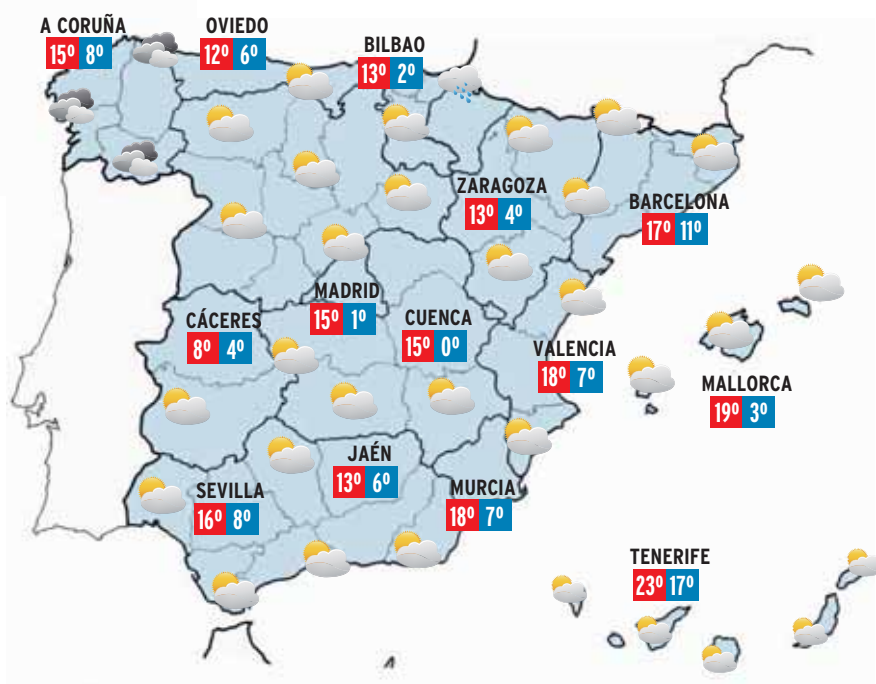 A CORUÑA
15º 8º
OVIEDO
12º 6º
BILBAO
13º 2º
ZARAGOZA
13º 4º
BARCELONA
17º 11º
MADRID
15º 1º
CÁCERES
8º 4º
CUENCA
15º 0º
VALENCIA
18º 7º
MALLORCA
19º 3º
JAÉN
13º 6º
SEVILLA
16º 8º
MURCIA
18º 7º
TENERIFE
23º 17º